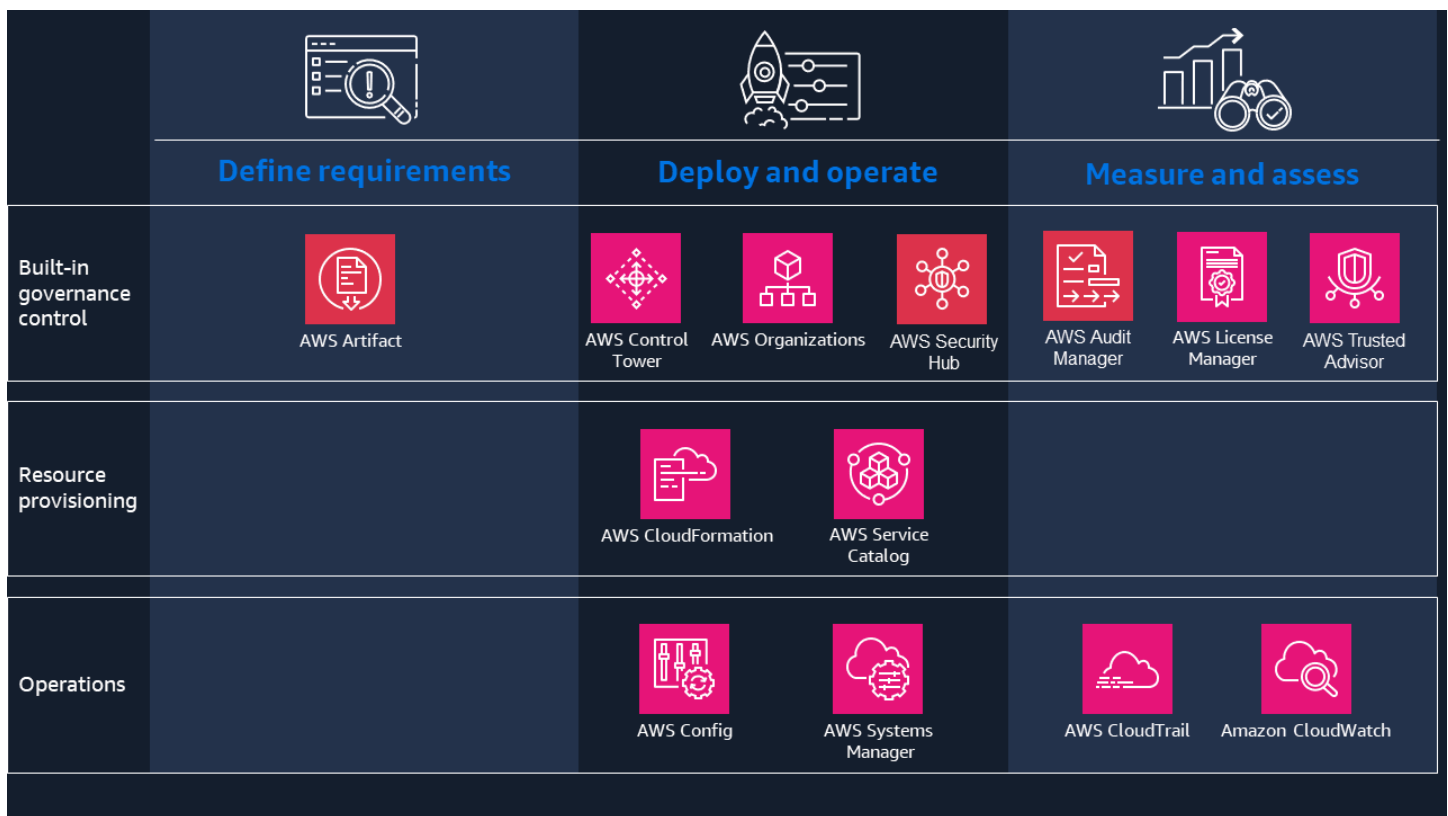 Define requirements
Deploy and operate
Measure and assess
Built-in
governance
control
AWS Artifact
AWS Control
Tower
AWS Organizations
AWS Security
Hub
AWS Audit
Manager
AWS License
Manager
AWS Trusted
Advisor
Resource
provisioning
AWS CloudFormation
AWS Service
Catalog
Operations
AWS Config
AWS Systems
Manager
AWS CloudTrail
Amazon CloudWatch